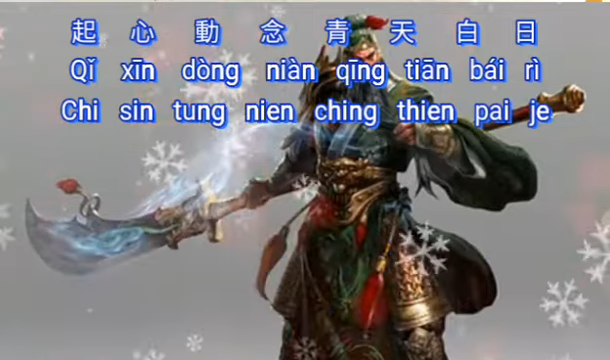 起 心 動 念 青 天 白 日
Qǐ xīn dòng niàn qīng tiān bái rì
Chi sin tung nien ching thien pai je